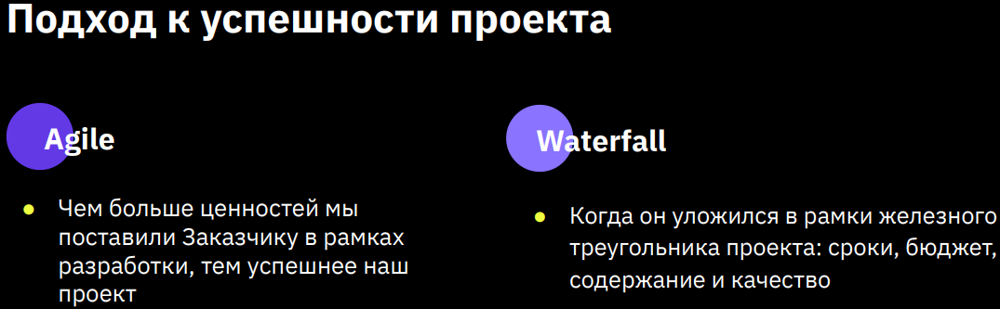 Подход к успешности проекта
Agile
Чем больше ценностей мы
поставили Заказчику в рамках
разработки, тем успешнее наш
проект
Waterfall
Когда он уложился в рамки железного
треугольника проекта: сроки, бюджет,
содержание и качество